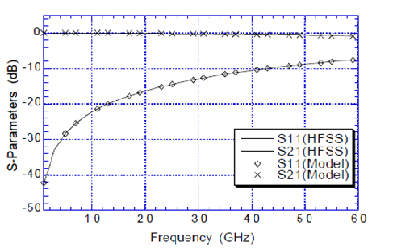 0
-10
-20
-30
-40
-50
S-Parameters (dB)
S11(HFSS)
S21(HFSS)
S11(Model)
S21(Model)
10 20 30 40 50 60
Frequency (GHz)